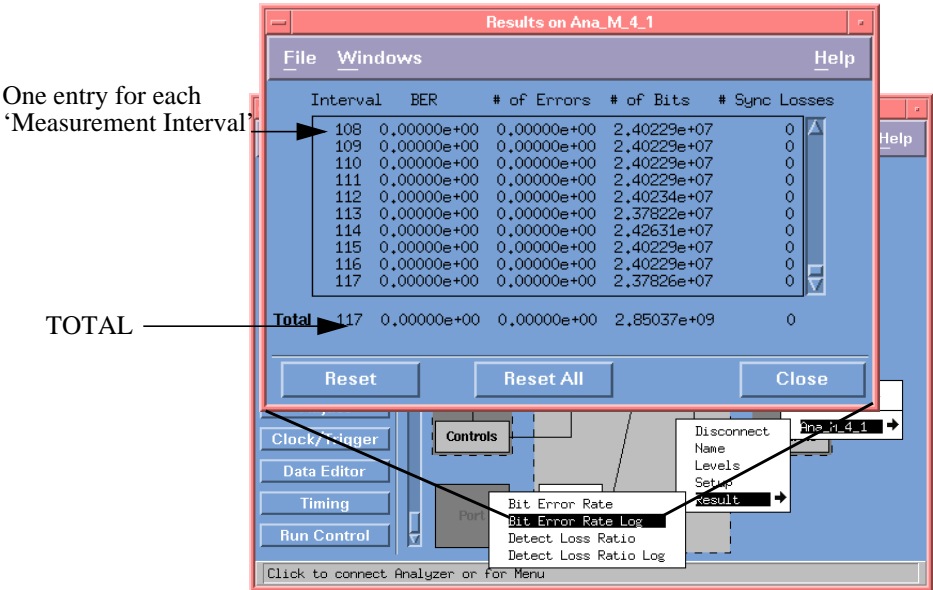 Results on Ana_M_4_1
File Windows Help
One entry for each
‘Measurement Interval’
Interval BER # of Errors # of Bits # Sync Losses
108 0.00000e+00 0.00000e+00 2.40229e+07 0
109 0.00000e+00 0.00000e+00 2.40229e+07 0
110 0.00000e+00 0.00000e+00 2.40229e+07 0
111 0.00000e+00 0.00000e+00 2.40229e+07 0
112 0.00000e+00 0.00000e+00 2.40234e+07 0
113 0.00000e+00 0.00000e+00 2.37822e+07 0
114 0.00000e+00 0.00000e+00 2.42631e+07 0
115 0.00000e+00 0.00000e+00 2.40229e+07 0
116 0.00000e+00 0.00000e+00 2.40229e+07 0
117 0.00000e+00 0.00000e+00 2.37826e+07 0
TOTAL
Total 117 0.00000e+00 0.00000e+00 2.85037e+09 0
Reset Reset All Close
Help
Clock/Trigger
Data Editor
Timing
Run Control
Controls
Port
Disconnect
Name
Levels
Setup
Result
Ana_M_4_1
Bit Error Rate
Bit Error Rate Log
Detect Loss Ratio
Detect Loss Ratio Log
Click to connect Analyzer or for Menu